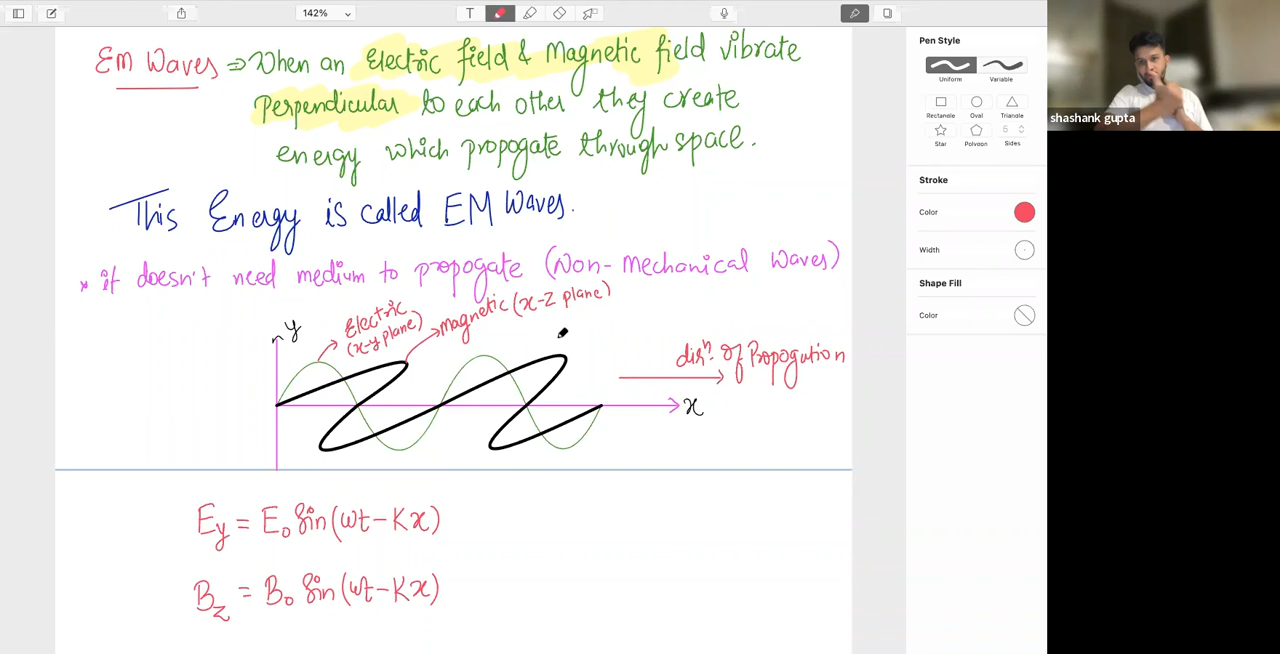 142%
T
EM Waves ⇒ When an Electric field & Magnetic field vibrate
Perpendicular to each other they create
energy which propogate through space.
This Energy is called EM Waves.
* it doesn't need medium to propogate (Non-Mechanical Waves)
y
Electric
(x-y plane)
Magnetic (x-z plane)
dirⁿ. of Propogation
x
E_y = E₀ sin(ωt - Kx)
B_z = B₀ sin(ωt - Kx)
Pen Style
Uniform
Variable
Rectangle
Oval
Triangle
Star
Polygon
5
Sides
Stroke
Color
Width
Shape Fill
Color
shashank gupta